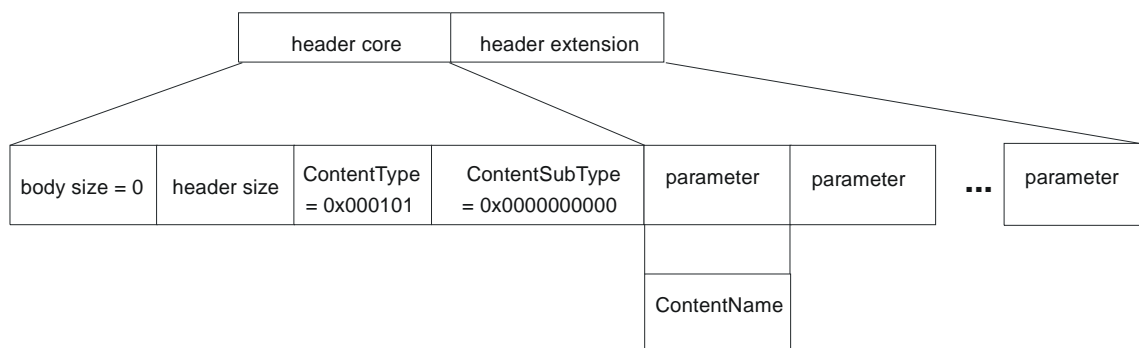 header core
header extension
body size = 0
header size
ContentType
= 0x000101
ContentSubType
= 0x0000000000
parameter
parameter
...
parameter
ContentName